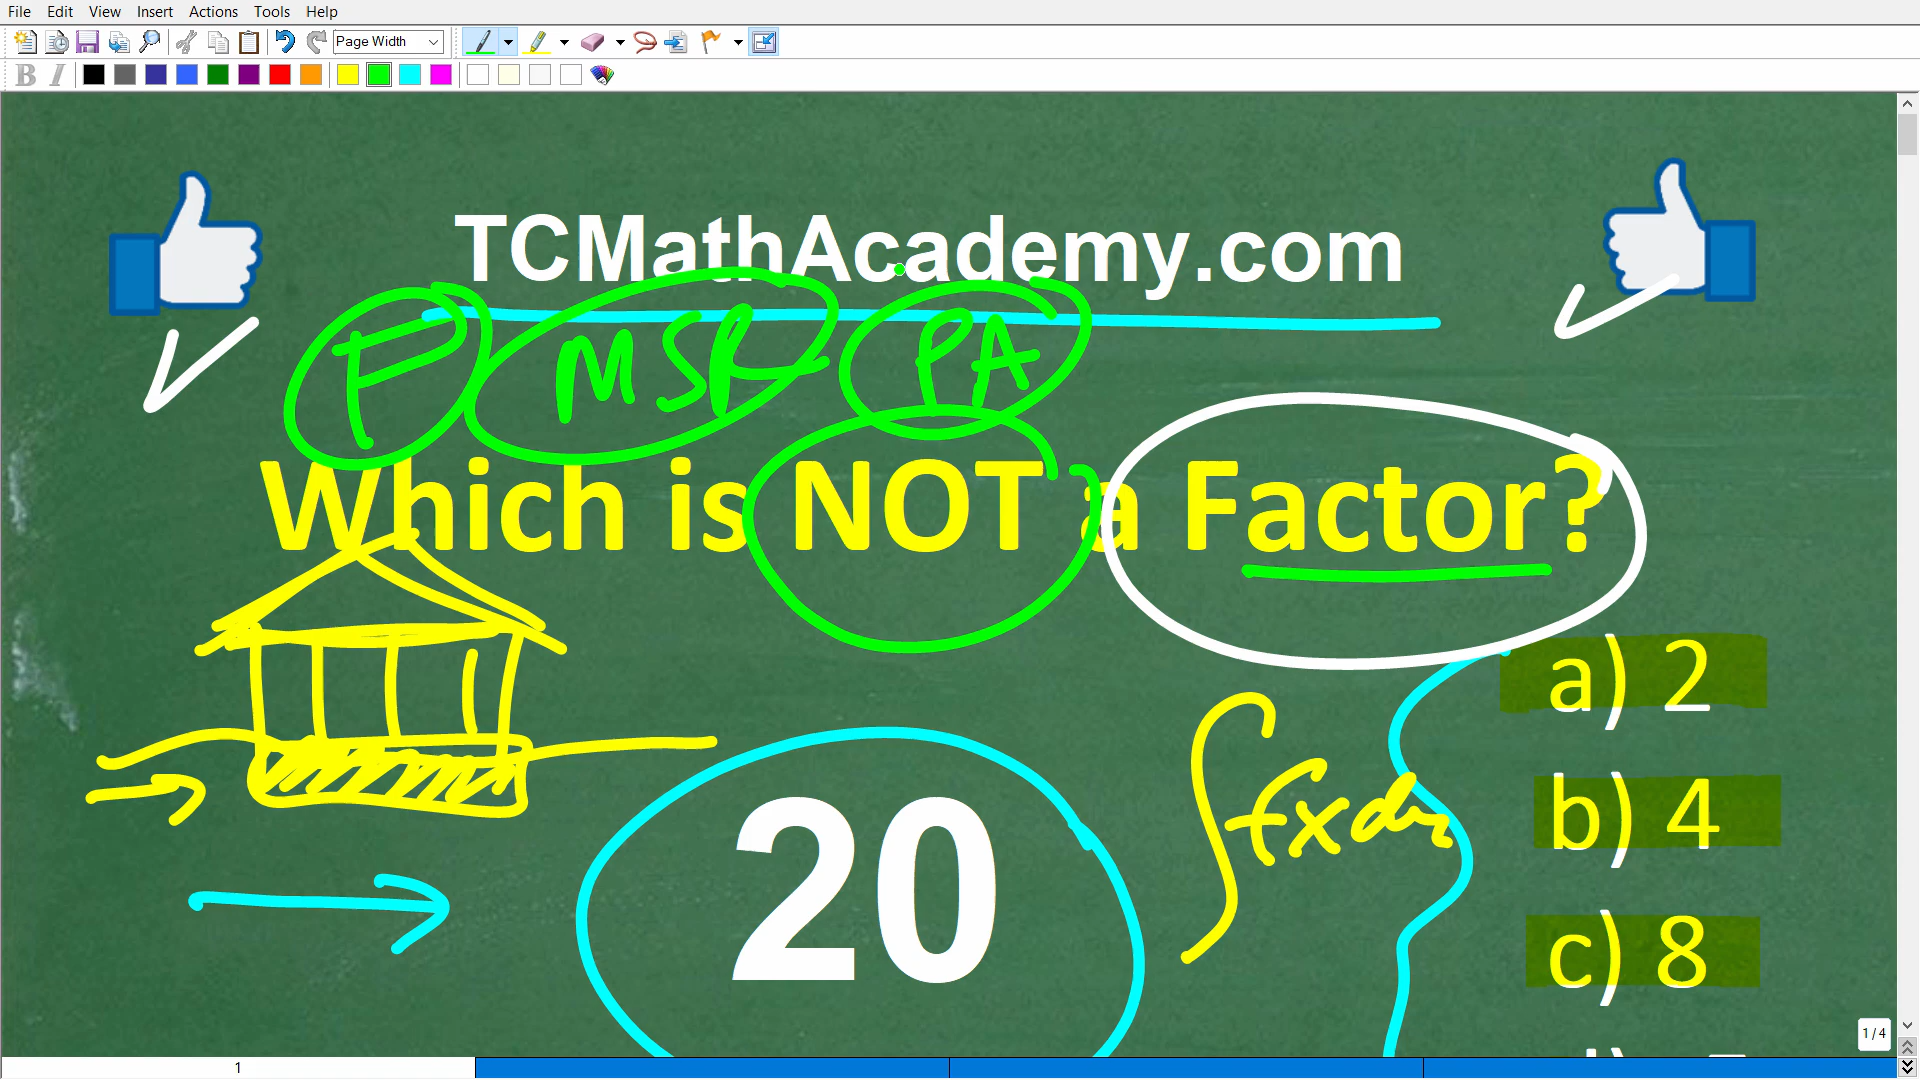 File Edit View Insert Actions Tools Help
Page Width
B I
TCMathAcademy.com
F MSR PA
Which is NOT a Factor?
a) 2
b) 4
20
∫fxdx
c) 8
1 / 4
1